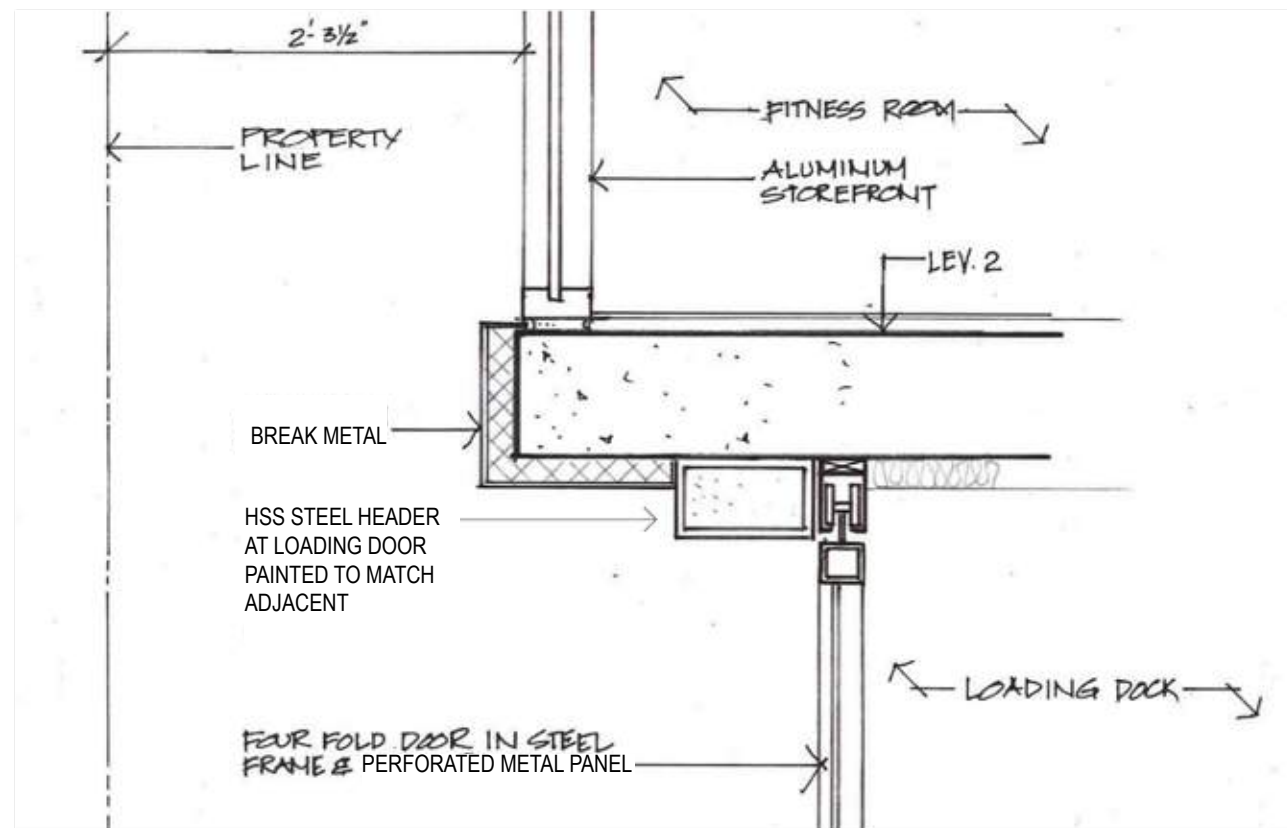 2'-3½"
FITNESS ROOM
PROPERTY
LINE
ALUMINUM
STOREFRONT
LEV. 2
BREAK METAL
HSS STEEL HEADER
AT LOADING DOOR
PAINTED TO MATCH
ADJACENT
LOADING DOCK
FOUR FOLD DOOR IN STEEL
FRAME & PERFORATED METAL PANEL